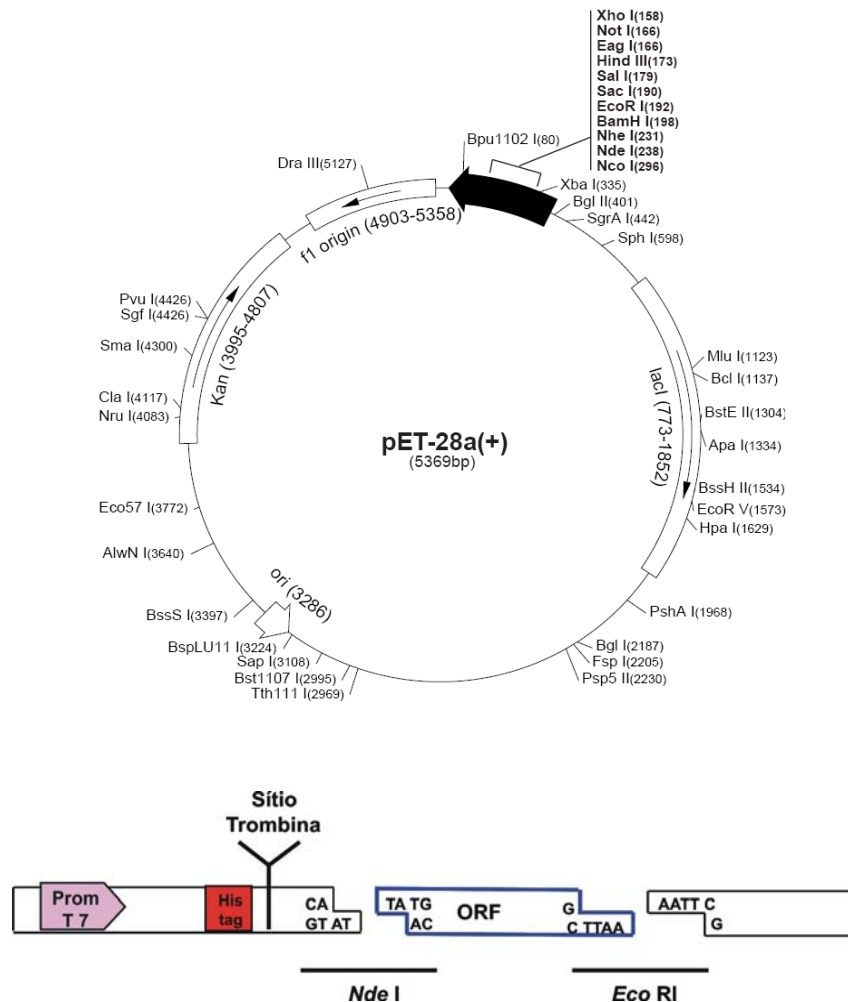 Xho I(158)
Not I(166)
Eag I(166)
Hind III(173)
Sal I(179)
Sac I(190)
EcoR I(192)
BamH I(198)
Nhe I(231)
Nde I(238)
Nco I(296)
Bpu1102 I(80)
Dra III(5127)
Xba I(335)
Bgl II(401)
SgrA I(442)
Sph I(598)
f1 origin (4903-5358)
Pvu I(4426)
Sgf I(4426)
Sma I(4300)
Kan (3995-4807)
Cla I(4117)
Nru I(4083)
Mlu I(1123)
Bcl I(1137)
BstE II(1304)
Apa I(1334)
lacI (773-1852)
pET-28a(+)
(5369bp)
BssH II(1534)
EcoR V(1573)
Hpa I(1629)
Eco57 I(3772)
AlwN I(3640)
ori (3286)
BssS I(3397)
PshA I(1968)
BspLU11 I(3224)
Sap I(3108)
Bst1107 I(2995)
Tth111 I(2969)
Bgl I(2187)
Fsp I(2205)
Psp5 II(2230)
Sítio
Trombina
Prom
T 7
His
tag
CA
GT AT
TA TG
AC
ORF
G
C TTAA
AATT C
G
Nde I
Eco RI